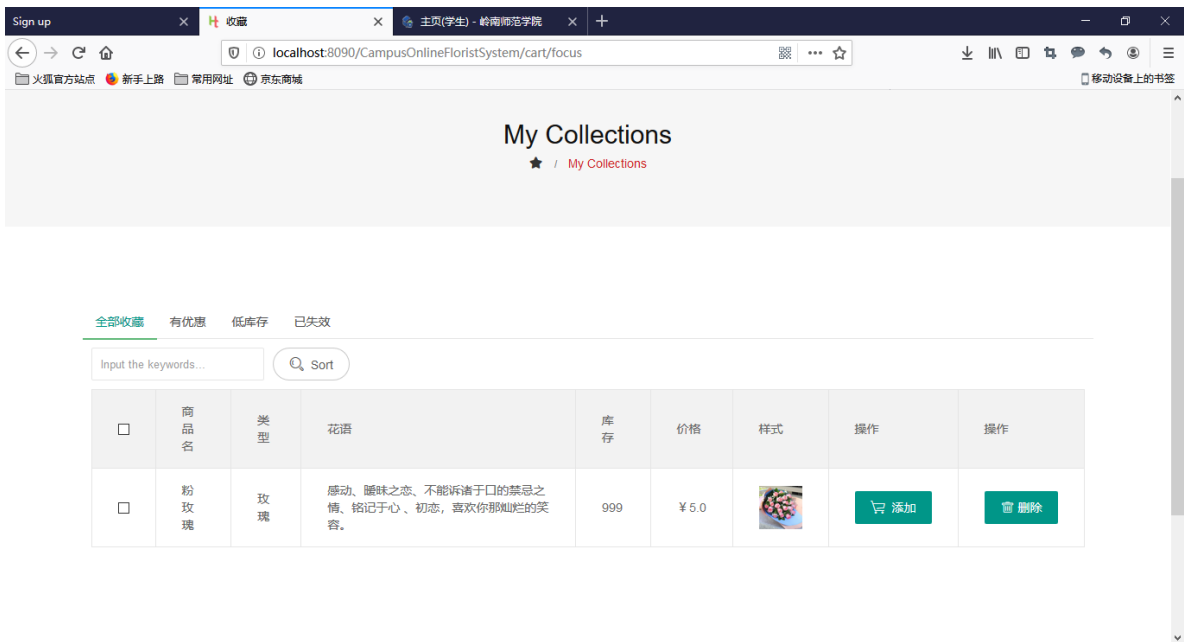 Sign up
收藏
主页(学生) - 岭南师范学院
localhost:8090/CampusOnlineFloristSystem/cart/focus
火狐官方站点 新手上路 常用网址 京东商城 移动设备上的书签
My Collections
/ My Collections
全部收藏 有优惠 低库存 已失效
Input the keywords... Sort
商品名 类型 花语 库存 价格 样式 操作 操作
粉玫瑰 玫瑰
感动、暧昧之恋、不能诉诸于口的禁忌之
情、铭记于心 、初恋，喜欢你那灿烂的笑
容。
999 ¥ 5.0 添加 删除